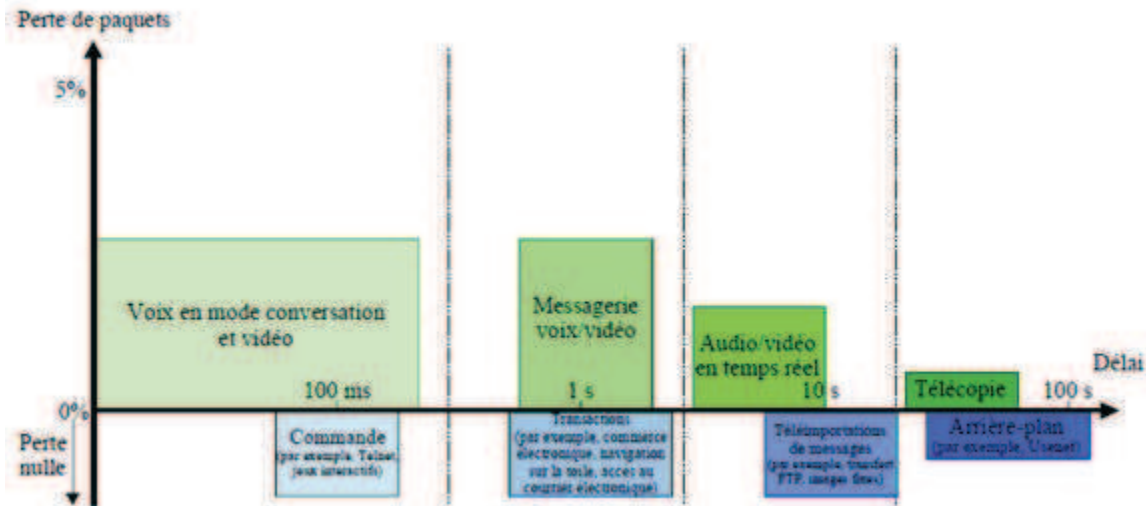 Perte de paquets
5%
Voix en mode conversation
et vidéo
Messagerie
voix/vidéo
Audio/vidéo
en temps réel
Télécopie
Délai
100 ms
1 s
10 s
100 s
0%
Perte
nulle
Commande
(par exemple, Telnet,
jeux interactifs)
Transactions
(par exemple, commerce
électronique, navigation
sur la toile, accès au
courrier électronique)
Téléimportations
de messages
(par exemple, transfert
FTP, images fixes)
Arrière-plan
(par exemple, Usenet)